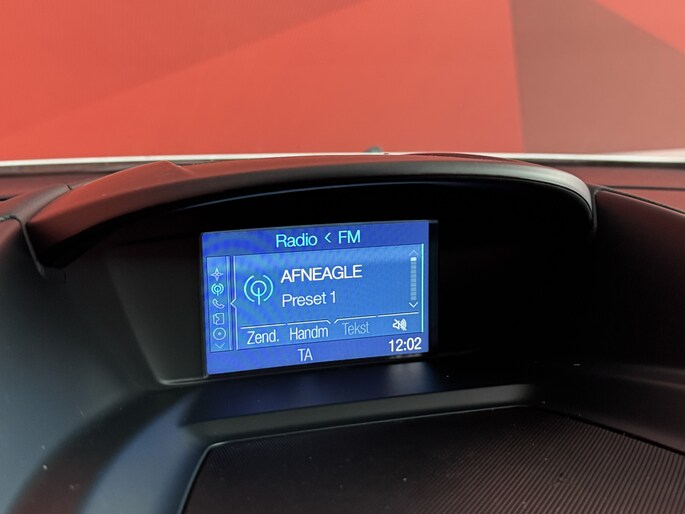 Radio < FM
AFNEAGLE
Preset 1
Zend. Handm Tekst
TA 12:02